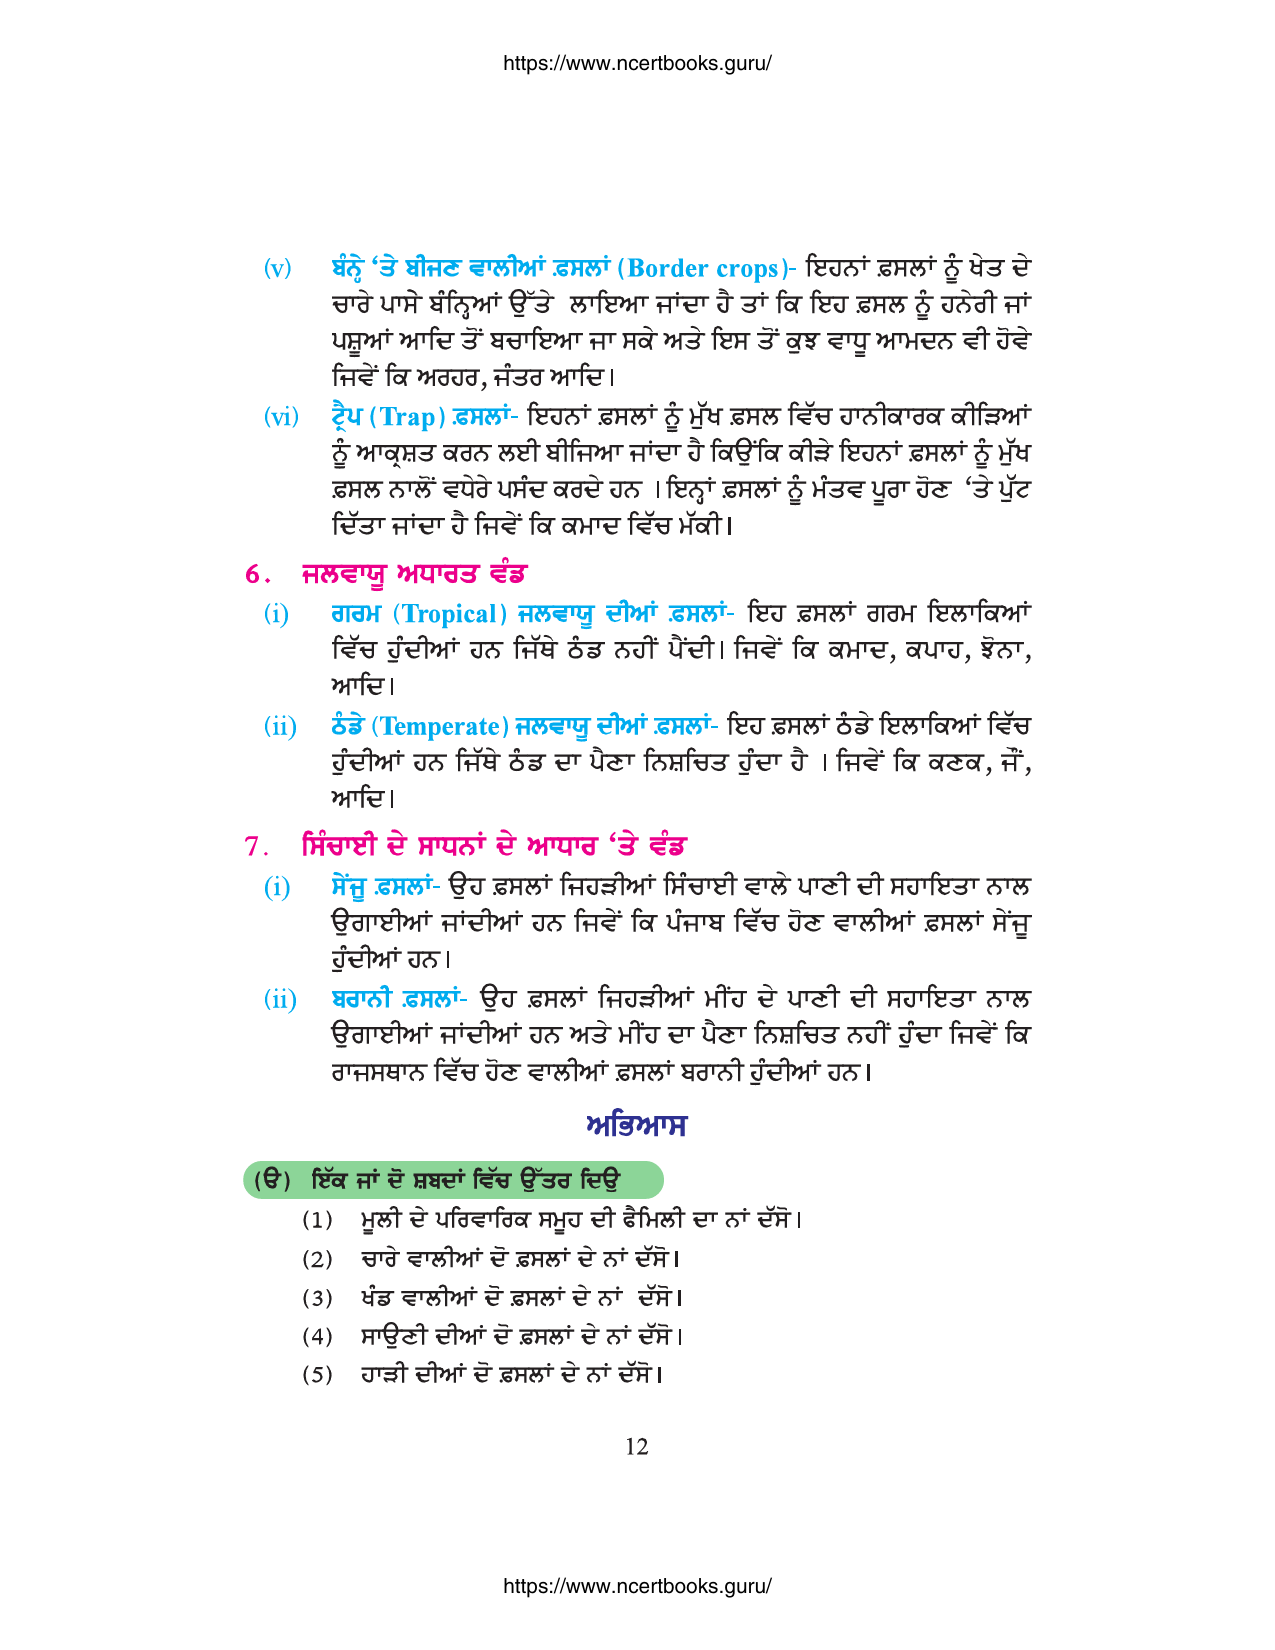 https://www.ncertbooks.guru/
(v) ਬੰਨ੍ਹੇ ‘ਤੇ ਬੀਜਣ ਵਾਲੀਆਂ ਫ਼ਸਲਾਂ (Border crops)- ਇਹਨਾਂ ਫ਼ਸਲਾਂ ਨੂੰ ਖੇਤ ਦੇ
ਚਾਰੇ ਪਾਸੇ ਬੰਨ੍ਹਿਆਂ ਉੱਤੇ ਲਾਇਆ ਜਾਂਦਾ ਹੈ ਤਾਂ ਕਿ ਇਹ ਫ਼ਸਲ ਨੂੰ ਹਨੇਰੀ ਜਾਂ
ਪਸ਼ੂਆਂ ਆਦਿ ਤੋਂ ਬਚਾਇਆ ਜਾ ਸਕੇ ਅਤੇ ਇਸ ਤੋਂ ਕੁਝ ਵਾਧੂ ਆਮਦਨ ਵੀ ਹੋਵੇ
ਜਿਵੇਂ ਕਿ ਅਰਹਰ, ਜੰਤਰ ਆਦਿ।
(vi) ਟ੍ਰੈਪ (Trap) ਫ਼ਸਲਾਂ- ਇਹਨਾਂ ਫ਼ਸਲਾਂ ਨੂੰ ਮੁੱਖ ਫ਼ਸਲ ਵਿੱਚ ਹਾਨੀਕਾਰਕ ਕੀੜਿਆਂ
ਨੂੰ ਆਕ੍ਰਸ਼ਤ ਕਰਨ ਲਈ ਬੀਜਿਆ ਜਾਂਦਾ ਹੈ ਕਿਉਂਕਿ ਕੀੜੇ ਇਹਨਾਂ ਫ਼ਸਲਾਂ ਨੂੰ ਮੁੱਖ
ਫ਼ਸਲ ਨਾਲੋਂ ਵਧੇਰੇ ਪਸੰਦ ਕਰਦੇ ਹਨ । ਇਨ੍ਹਾਂ ਫ਼ਸਲਾਂ ਨੂੰ ਮੰਤਵ ਪੂਰਾ ਹੋਣ ‘ਤੇ ਪੁੱਟ
ਦਿੱਤਾ ਜਾਂਦਾ ਹੈ ਜਿਵੇਂ ਕਿ ਕਮਾਦ ਵਿੱਚ ਮੱਕੀ।
6. ਜਲਵਾਯੂ ਅਧਾਰਤ ਵੰਡ
(i) ਗਰਮ (Tropical) ਜਲਵਾਯੂ ਦੀਆਂ ਫ਼ਸਲਾਂ- ਇਹ ਫ਼ਸਲਾਂ ਗਰਮ ਇਲਾਕਿਆਂ
ਵਿੱਚ ਹੁੰਦੀਆਂ ਹਨ ਜਿੱਥੇ ਠੰਡ ਨਹੀਂ ਪੈਂਦੀ। ਜਿਵੇਂ ਕਿ ਕਮਾਦ, ਕਪਾਹ, ਝੋਨਾ,
ਆਦਿ।
(ii) ਠੰਡੇ (Temperate) ਜਲਵਾਯੂ ਦੀਆਂ ਫ਼ਸਲਾਂ- ਇਹ ਫ਼ਸਲਾਂ ਠੰਡੇ ਇਲਾਕਿਆਂ ਵਿੱਚ
ਹੁੰਦੀਆਂ ਹਨ ਜਿੱਥੇ ਠੰਡ ਦਾ ਪੈਣਾ ਨਿਸ਼ਚਿਤ ਹੁੰਦਾ ਹੈ । ਜਿਵੇਂ ਕਿ ਕਣਕ, ਜੌਂ,
ਆਦਿ।
7. ਸਿੰਚਾਈ ਦੇ ਸਾਧਨਾਂ ਦੇ ਆਧਾਰ ‘ਤੇ ਵੰਡ
(i) ਸੇਂਜੂ ਫ਼ਸਲਾਂ- ਉਹ ਫ਼ਸਲਾਂ ਜਿਹੜੀਆਂ ਸਿੰਚਾਈ ਵਾਲੇ ਪਾਣੀ ਦੀ ਸਹਾਇਤਾ ਨਾਲ
ਉਗਾਈਆਂ ਜਾਂਦੀਆਂ ਹਨ ਜਿਵੇਂ ਕਿ ਪੰਜਾਬ ਵਿੱਚ ਹੋਣ ਵਾਲੀਆਂ ਫ਼ਸਲਾਂ ਸੇਂਜੂ
ਹੁੰਦੀਆਂ ਹਨ।
(ii) ਬਰਾਨੀ ਫ਼ਸਲਾਂ- ਉਹ ਫ਼ਸਲਾਂ ਜਿਹੜੀਆਂ ਮੀਂਹ ਦੇ ਪਾਣੀ ਦੀ ਸਹਾਇਤਾ ਨਾਲ
ਉਗਾਈਆਂ ਜਾਂਦੀਆਂ ਹਨ ਅਤੇ ਮੀਂਹ ਦਾ ਪੈਣਾ ਨਿਸ਼ਚਿਤ ਨਹੀਂ ਹੁੰਦਾ ਜਿਵੇਂ ਕਿ
ਰਾਜਸਥਾਨ ਵਿੱਚ ਹੋਣ ਵਾਲੀਆਂ ਫ਼ਸਲਾਂ ਬਰਾਨੀ ਹੁੰਦੀਆਂ ਹਨ।
ਅਭਿਆਸ
(ੳ) ਇੱਕ ਜਾਂ ਦੋ ਸ਼ਬਦਾਂ ਵਿੱਚ ਉੱਤਰ ਦਿਉ
(1) ਮੂਲੀ ਦੇ ਪਰਿਵਾਰਿਕ ਸਮੂਹ ਦੀ ਫੈਮਿਲੀ ਦਾ ਨਾਂ ਦੱਸੋ।
(2) ਚਾਰੇ ਵਾਲੀਆਂ ਦੋ ਫ਼ਸਲਾਂ ਦੇ ਨਾਂ ਦੱਸੋ।
(3) ਖੰਡ ਵਾਲੀਆਂ ਦੋ ਫ਼ਸਲਾਂ ਦੇ ਨਾਂ ਦੱਸੋ।
(4) ਸਾਉਣੀ ਦੀਆਂ ਦੋ ਫ਼ਸਲਾਂ ਦੇ ਨਾਂ ਦੱਸੋ।
(5) ਹਾੜੀ ਦੀਆਂ ਦੋ ਫ਼ਸਲਾਂ ਦੇ ਨਾਂ ਦੱਸੋ।
12
https://www.ncertbooks.guru/